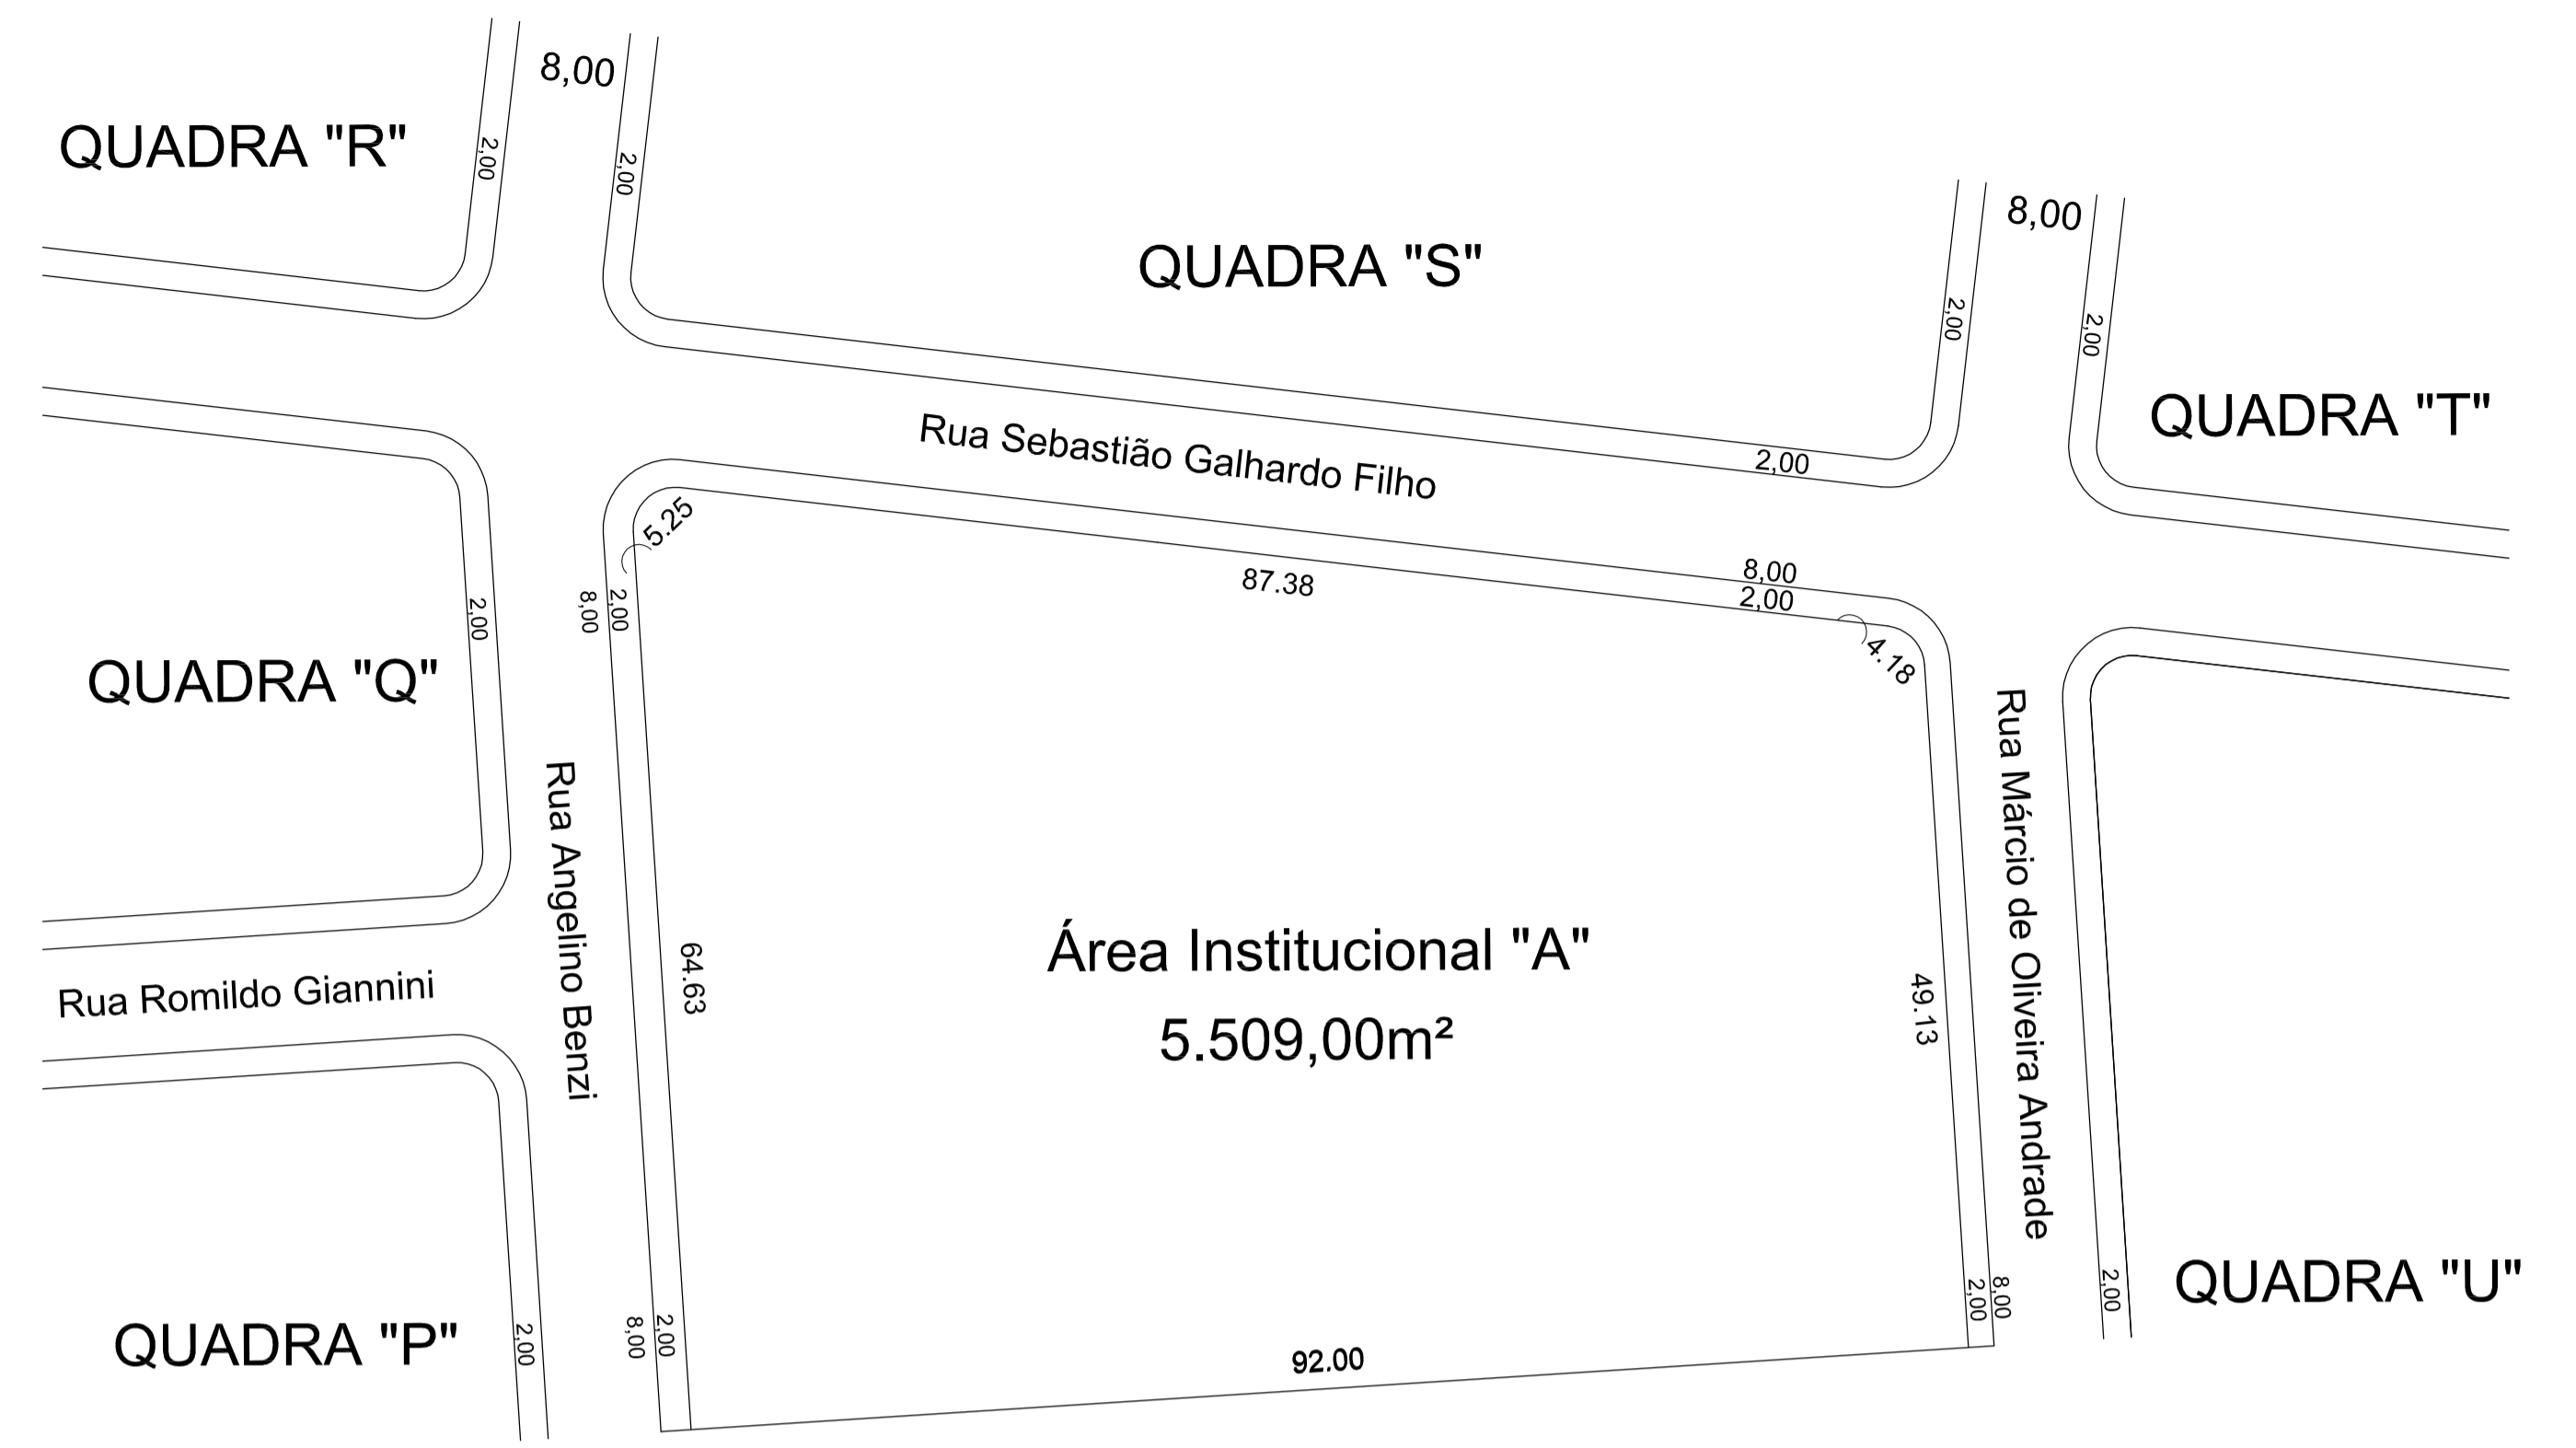 8,00
QUADRA "R"
2,00
2,00
8,00
QUADRA "S"
2,00
2,00
QUADRA "T"
Rua Sebastião Galhardo Filho
2,00
5.25
87.38
8,00
2,00
4.18
8,00
2,00
2,00
QUADRA "Q"
Rua Angelino Benzi
Rua Márcio de Oliveira Andrade
64.63
Área Institucional "A"
5.509,00m²
49.13
Rua Romildo Giannini
QUADRA "P"
2,00
8,00
2,00
92.00
2,00
8,00
2,00
QUADRA "U"